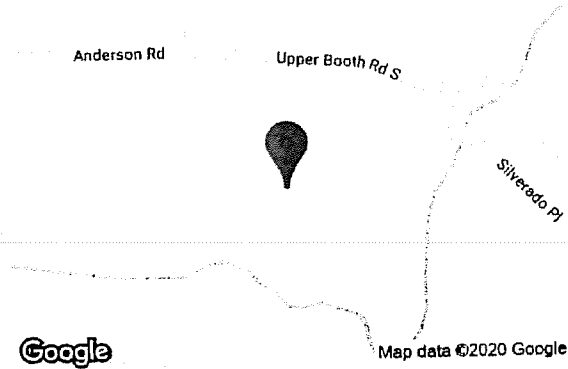 Anderson Rd
Upper Booth Rd S
Silverado Pl
Google
Map data ©2020 Google